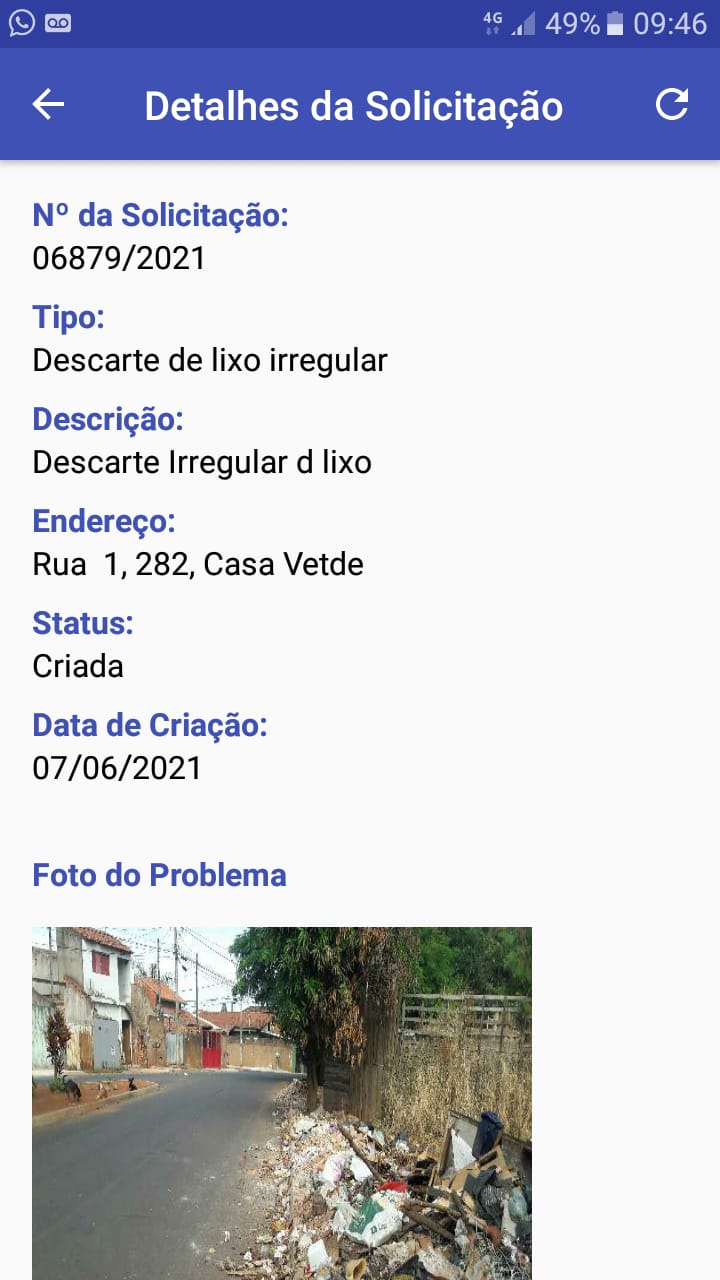 4G 49% 09:46
Detalhes da Solicitação
Nº da Solicitação:
06879/2021
Tipo:
Descarte de lixo irregular
Descrição:
Descarte Irregular d lixo
Endereço:
Rua  1, 282, Casa Vetde
Status:
Criada
Data de Criação:
07/06/2021
Foto do Problema